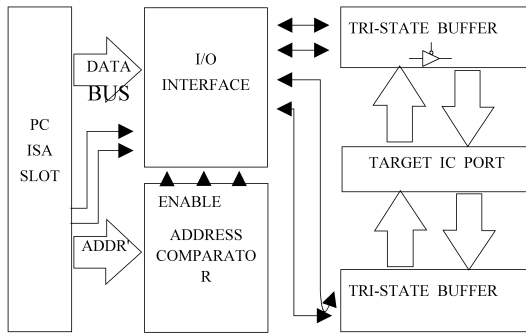 PC
ISA
SLOT
DATA
BUS
ADDR'
I/O
INTERFACE
ENABLE
ADDRESS
COMPARATO
R
TRI-STATE BUFFER
TARGET IC PORT
TRI-STATE BUFFER